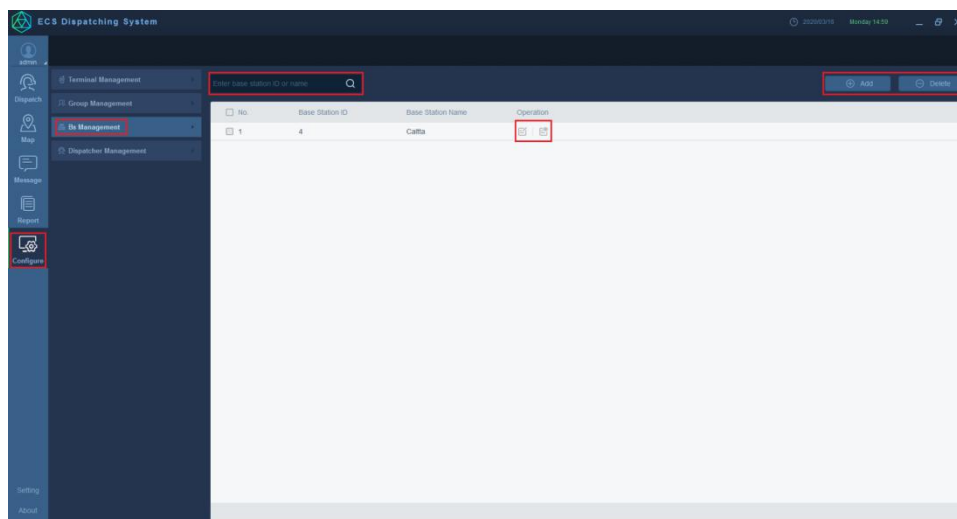 ECS Dispatching System
2020/03/16 Monday 14:59
admin
Dispatch
Map
Message
Report
Configure
Setting
About
Terminal Management
Group Management
Bs Management
Dispatcher Management
Enter base station ID or name
Add
Delete
No. Base Station ID Base Station Name Operation
1 4 Caltta